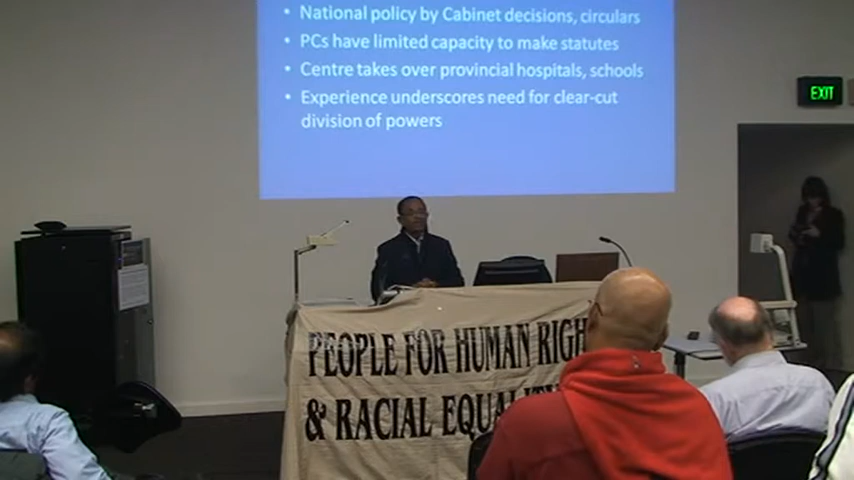 • National policy by Cabinet decisions, circulars
• PCs have limited capacity to make statutes
• Centre takes over provincial hospitals, schools
• Experience underscores need for clear-cut
division of powers
EXIT
PEOPLE FOR HUMAN RIGH
& RACIAL EQUALI